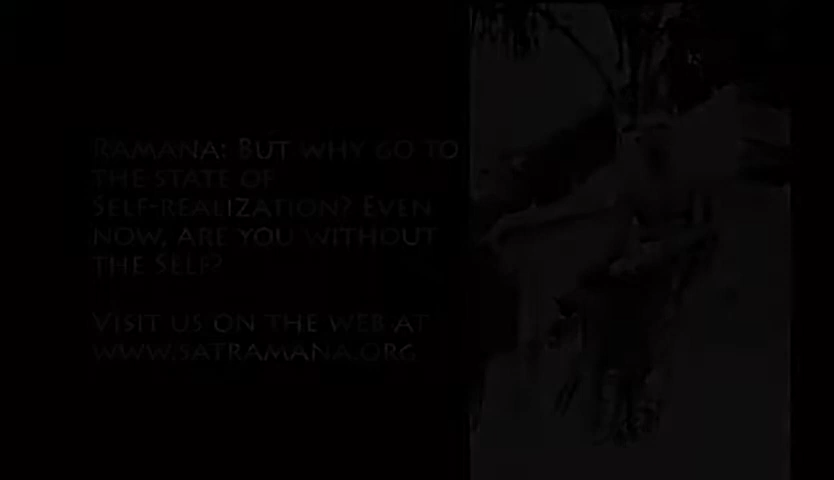 RAMANA: BUT WHY GO TO
THE STATE OF
SELF-REALIZATION? EVEN
NOW, ARE YOU WITHOUT
THE SELF?
VISIT US ON THE WEB AT
WWW.SATRAMANA.ORG